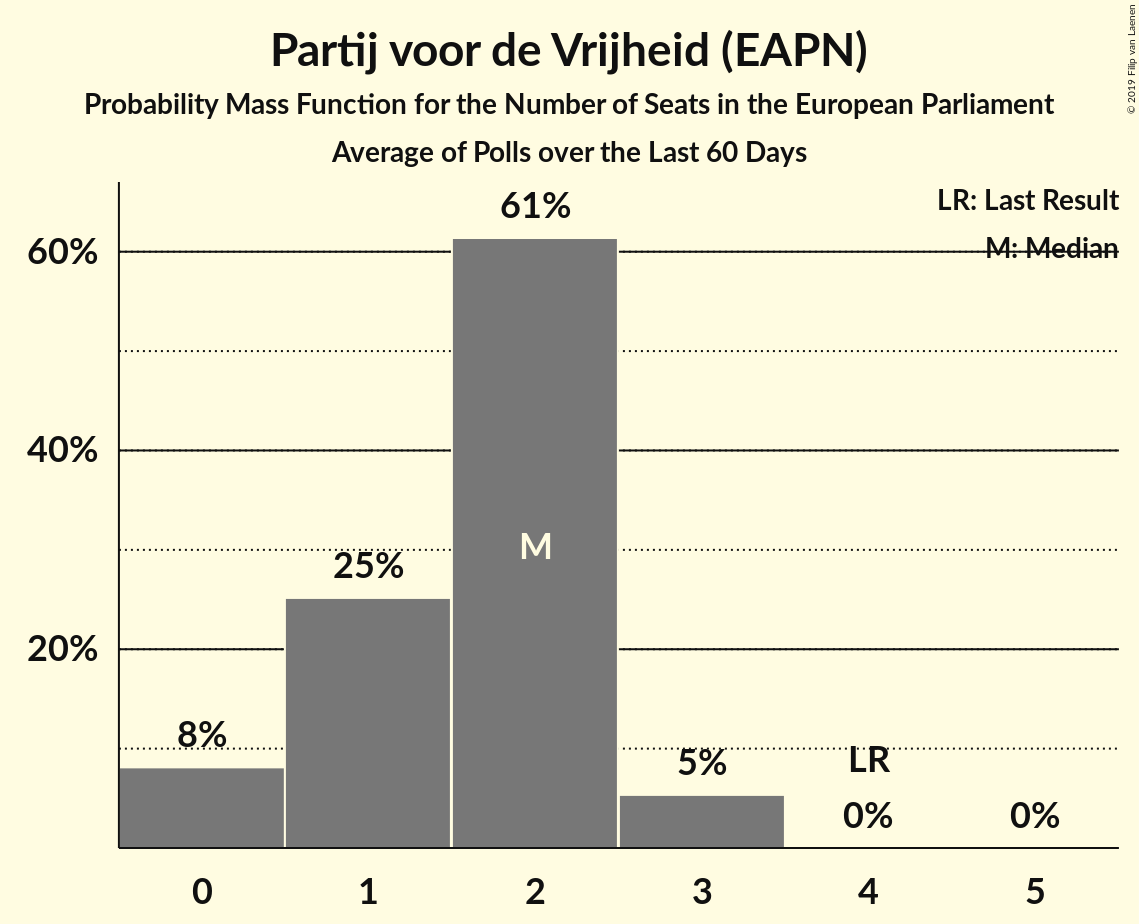 Partij voor de Vrijheid (EAPN)
Probability Mass Function for the Number of Seats in the European Parliament
Average of Polls over the Last 60 Days
© 2019 Filip van Laenen
LR: Last Result
M: Median
61%
60%
40%
M
25%
20%
8%
5%
LR
0%
0%
0 1 2 3 4 5